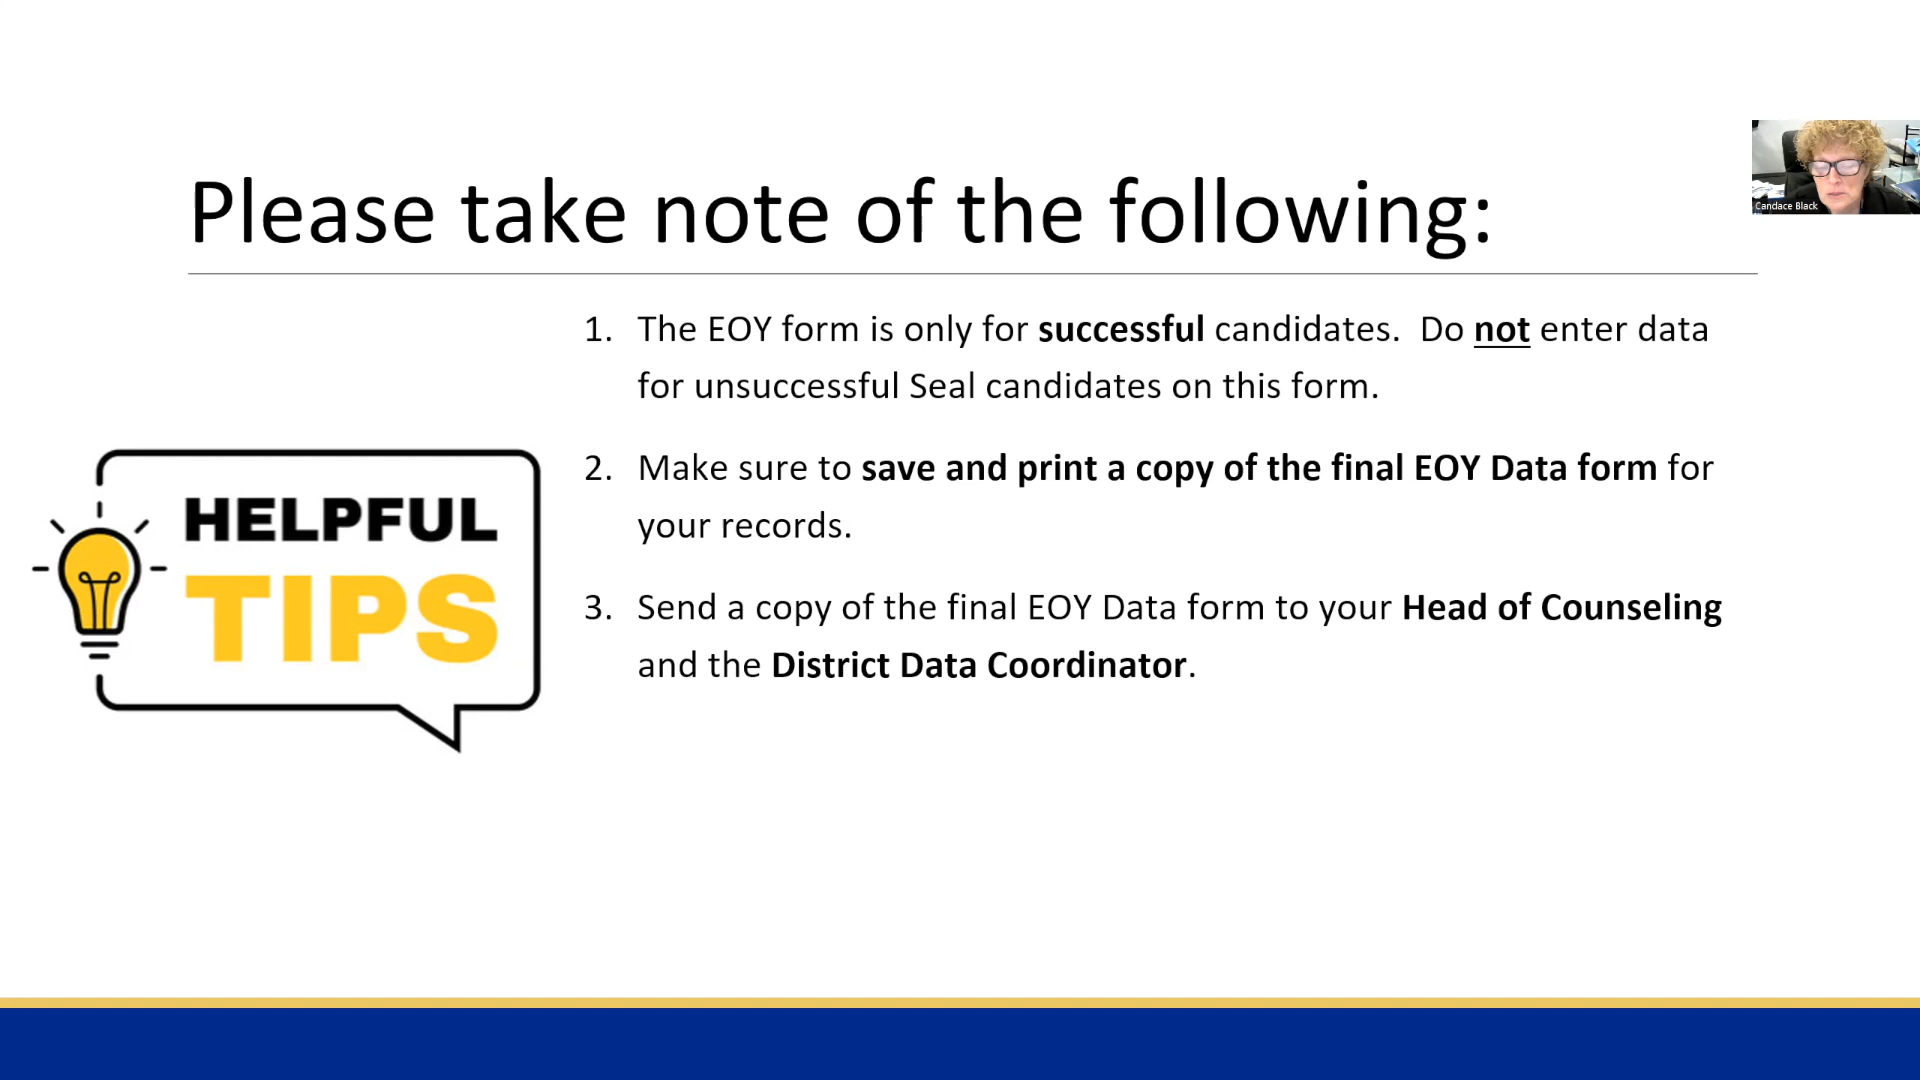 Please take note of the following:
Candace Black
1. The EOY form is only for successful candidates.  Do not enter data
for unsuccessful Seal candidates on this form.
2. Make sure to save and print a copy of the final EOY Data form for
your records.
3. Send a copy of the final EOY Data form to your Head of Counseling
and the District Data Coordinator.
HELPFUL
TIPS